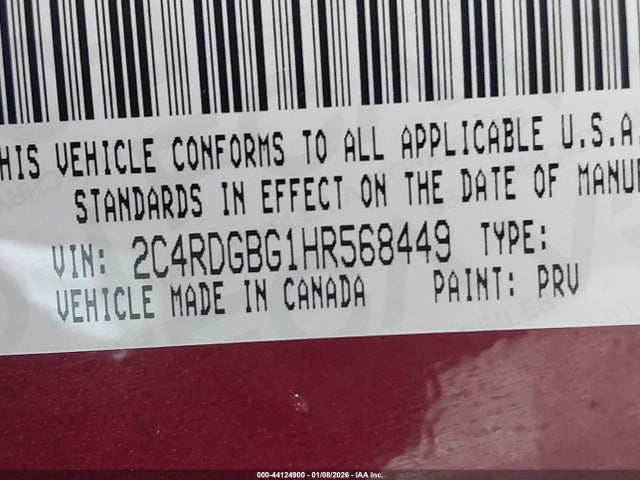 HIS VEHICLE CONFORMS TO ALL APPLICABLE U.S.A.
STANDARDS IN EFFECT ON THE DATE OF MANU
VIN: 2C4RDGBG1HR568449 TYPE:
VEHICLE MADE IN CANADA PAINT: PRV
000-44124900 - 01/08/2026 - IAA Inc.